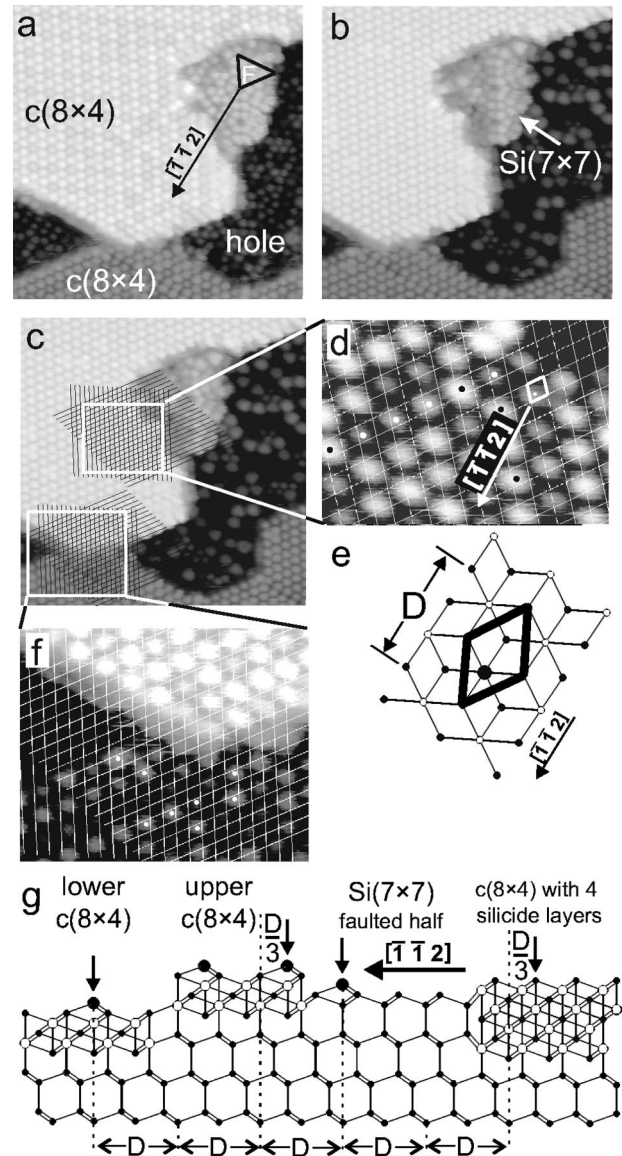 a
F
c(8×4)
[1̄ 1̄ 2]
hole
c(8×4)
b
Si(7×7)
c
d
[1̄ 1̄ 2]
e
D
[1̄ 1̄ 2]
f
g
lower
c(8×4)
upper
c(8×4)
D
3
Si(7×7)
faulted half
[1̄ 1̄ 2]
c(8×4) with 4
silicide layers
D
3
D D D D D